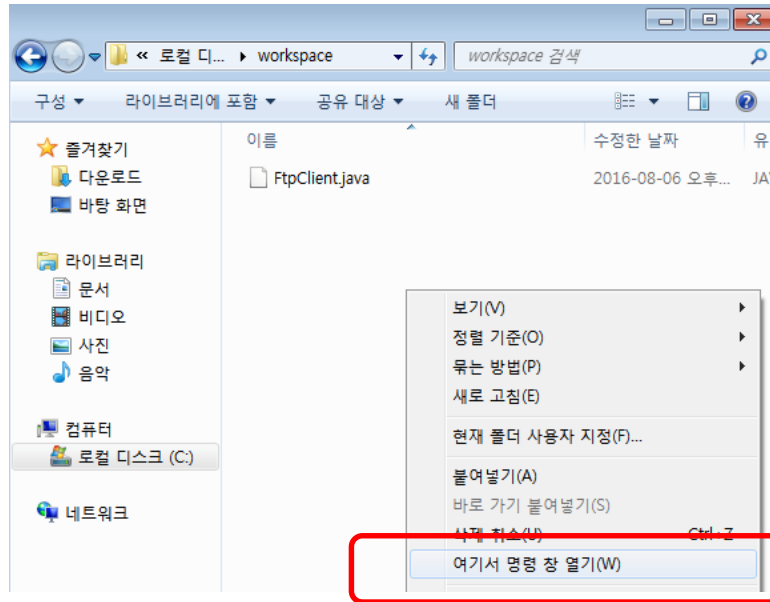 « 로컬 디... ▸ workspace
workspace 검색
구성 라이브러리에 포함 공유 대상 새 폴더
이름 수정한 날짜 유
FtpClient.java 2016-08-06 오후... JA
즐겨찾기
다운로드
바탕 화면
라이브러리
문서
비디오
사진
음악
컴퓨터
로컬 디스크 (C:)
네트워크
보기(V)
정렬 기준(O)
묶는 방법(P)
새로 고침(E)
현재 폴더 사용자 지정(F)...
붙여넣기(A)
바로 가기 붙여넣기(S)
삭제 취소(U) Ctrl+Z
여기서 명령 창 열기(W)